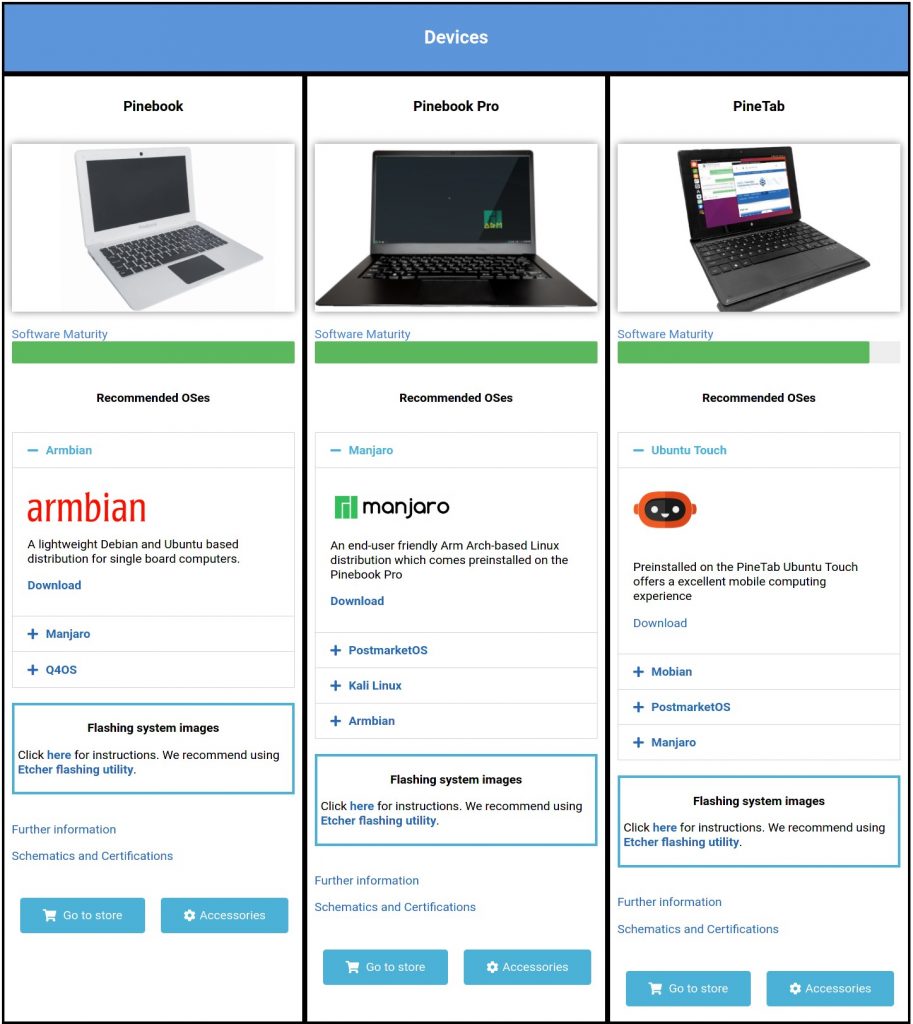 Devices
Pinebook
Software Maturity
Recommended OSes
Armbian
armbian
A lightweight Debian and Ubuntu based
distribution for single board computers.
Download
Manjaro
Q4OS
Flashing system images
Click here for instructions. We recommend using
Etcher flashing utility.
Further information
Schematics and Certifications
Go to store
Accessories
Pinebook Pro
Software Maturity
Recommended OSes
Manjaro
manjaro
An end-user friendly Arm Arch-based Linux
distribution which comes preinstalled on the
Pinebook Pro
Download
PostmarketOS
Kali Linux
Armbian
Flashing system images
Click here for instructions. We recommend using
Etcher flashing utility.
Further information
Schematics and Certifications
Go to store
Accessories
PineTab
Software Maturity
Recommended OSes
Ubuntu Touch
Preinstalled on the PineTab Ubuntu Touch
offers a excellent mobile computing
experience
Download
Mobian
PostmarketOS
Manjaro
Flashing system images
Click here for instructions. We recommend using
Etcher flashing utility.
Further information
Schematics and Certifications
Go to store
Accessories